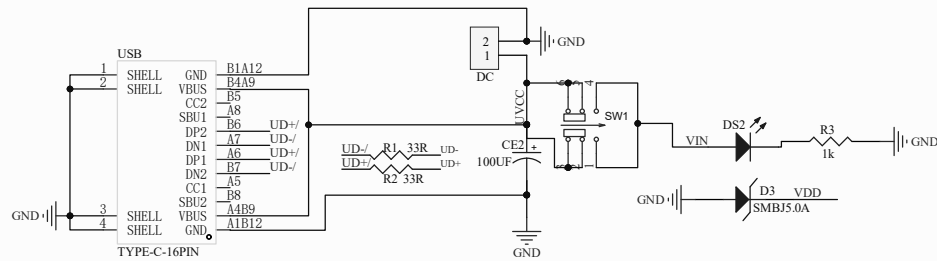 USB
1 SHELL GND B1A12
2 SHELL VBUS B4A9
CC2 B5
SBU1 A8
DP2 B6 UD+/
DN1 A7 UD-/
DP1 A6 UD+/
DN2 B7 UD-/
CC1 A5
SBU2 B8
3 SHELL VBUS A4B9
4 SHELL GND A1B12
GND
TYPE-C-16PIN
2
1
DC
GND
UVCC
UD-/ R1 33R UD-
UD+/ R2 33R UD+
CE2 +
100UF
GND
4
SW1
1
VIN
DS2
R3
1k
GND
GND
D3 VDD
SMBJ5.0A